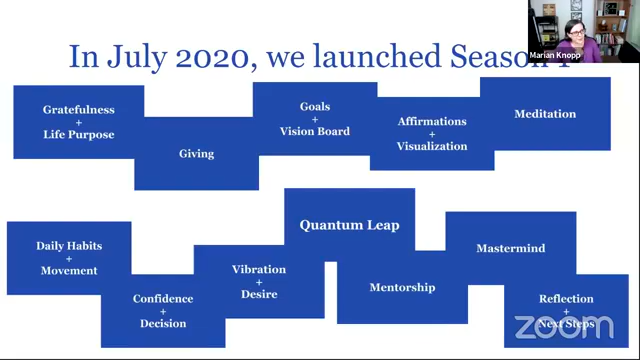 In July 2020, we launched Season 1
Marian Knopp
Gratefulness
+
Life Purpose
Giving
Goals
+
Vision Board
Affirmations
+
Visualization
Meditation
Daily Habits
+
Movement
Confidence
+
Decision
Vibration
+
Desire
Quantum Leap
Mentorship
Mastermind
Reflection
+
Next Steps
zoom